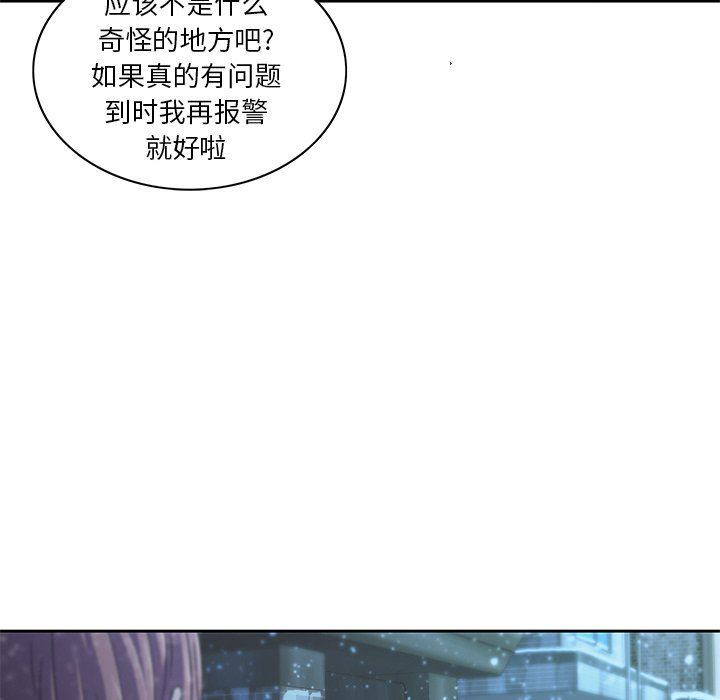 应该不是什么
奇怪的地方吧?
如果真的有问题
到时我再报警
就好啦